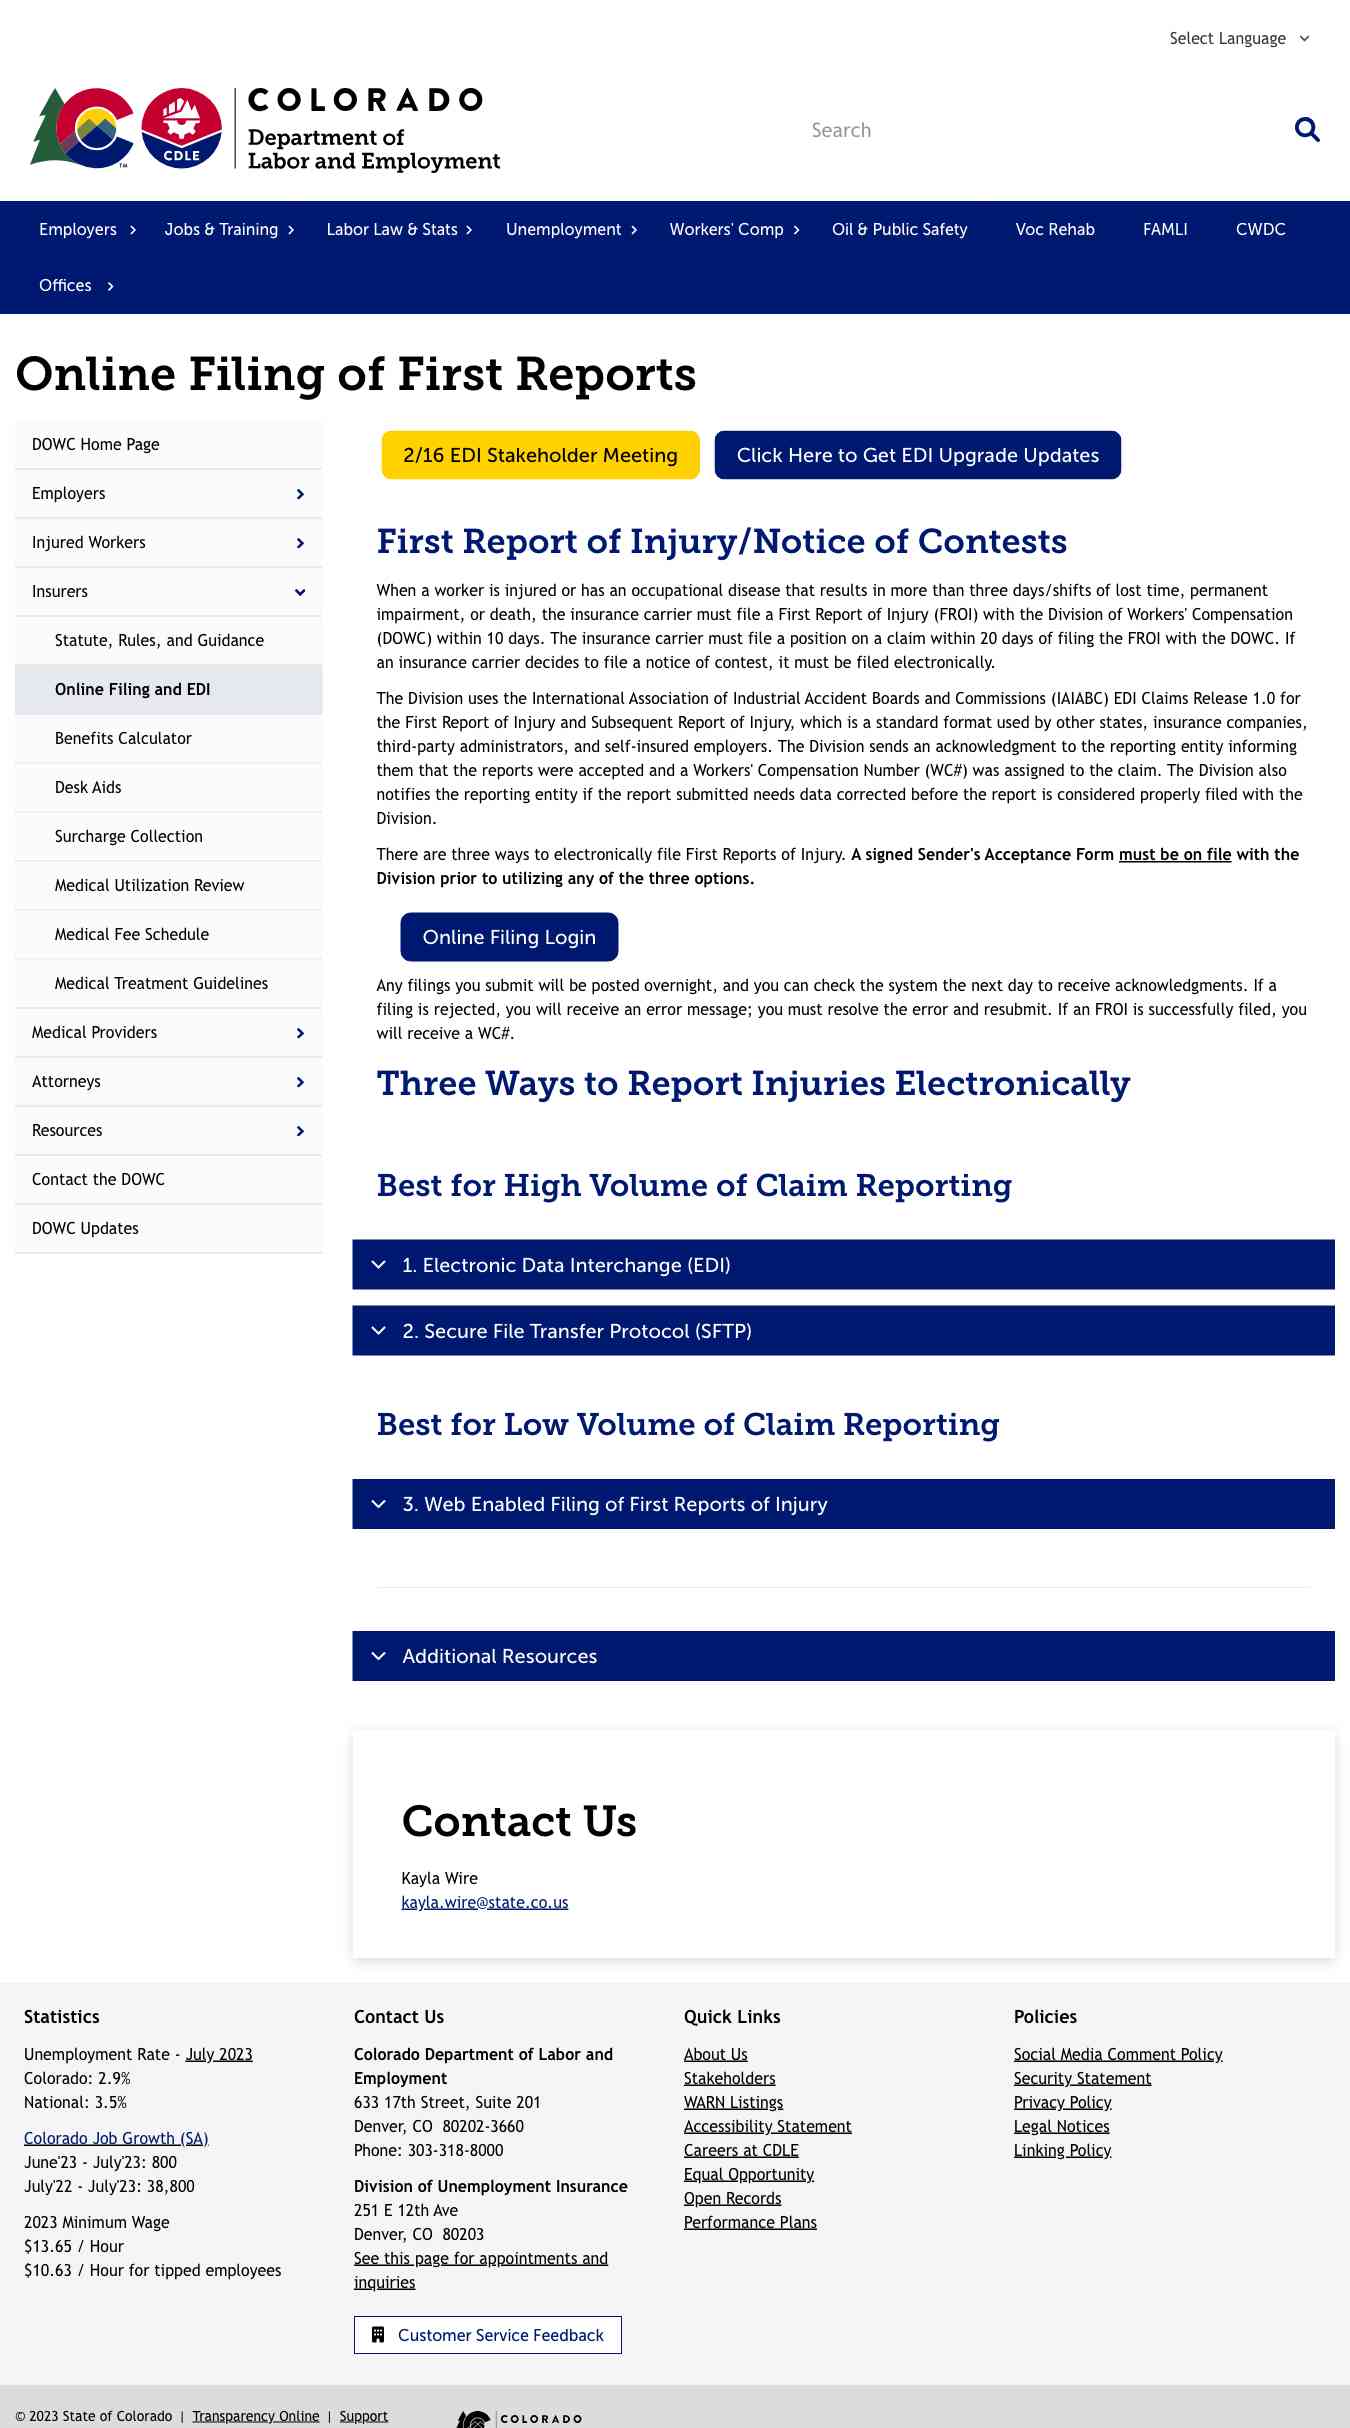 Select Language
COLORADO
Department of
Labor and Employment
CDLE
TM
Search
Employers
Jobs & Training
Labor Law & Stats
Unemployment
Workers' Comp
Oil & Public Safety
Voc Rehab
FAMLI
CWDC
Offices
Online Filing of First Reports
DOWC Home Page
Employers
Injured Workers
Insurers
Statute, Rules, and Guidance
Online Filing and EDI
Benefits Calculator
Desk Aids
Surcharge Collection
Medical Utilization Review
Medical Fee Schedule
Medical Treatment Guidelines
Medical Providers
Attorneys
Resources
Contact the DOWC
DOWC Updates
2/16 EDI Stakeholder Meeting
Click Here to Get EDI Upgrade Updates
First Report of Injury/Notice of Contests
When a worker is injured or has an occupational disease that results in more than three days/shifts of lost time, permanent
impairment, or death, the insurance carrier must file a First Report of Injury (FROI) with the Division of Workers' Compensation
(DOWC) within 10 days. The insurance carrier must file a position on a claim within 20 days of filing the FROI with the DOWC. If
an insurance carrier decides to file a notice of contest, it must be filed electronically.
The Division uses the International Association of Industrial Accident Boards and Commissions (IAIABC) EDI Claims Release 1.0 for
the First Report of Injury and Subsequent Report of Injury, which is a standard format used by other states, insurance companies,
third-party administrators, and self-insured employers. The Division sends an acknowledgment to the reporting entity informing
them that the reports were accepted and a Workers' Compensation Number (WC#) was assigned to the claim. The Division also
notifies the reporting entity if the report submitted needs data corrected before the report is considered properly filed with the
Division.
There are three ways to electronically file First Reports of Injury. A signed Sender's Acceptance Form must be on file with the
Division prior to utilizing any of the three options.
Online Filing Login
Any filings you submit will be posted overnight, and you can check the system the next day to receive acknowledgments. If a
filing is rejected, you will receive an error message; you must resolve the error and resubmit. If an FROI is successfully filed, you
will receive a WC#.
Three Ways to Report Injuries Electronically
Best for High Volume of Claim Reporting
1. Electronic Data Interchange (EDI)
2. Secure File Transfer Protocol (SFTP)
Best for Low Volume of Claim Reporting
3. Web Enabled Filing of First Reports of Injury
Additional Resources
Contact Us
Kayla Wire
kayla.wire@state.co.us
Statistics
Unemployment Rate - July 2023
Colorado: 2.9%
National: 3.5%
Colorado Job Growth (SA)
June'23 - July'23: 800
July'22 - July'23: 38,800
2023 Minimum Wage
$13.65 / Hour
$10.63 / Hour for tipped employees
Contact Us
Colorado Department of Labor and
Employment
633 17th Street, Suite 201
Denver, CO 80202-3660
Phone: 303-318-8000
Division of Unemployment Insurance
251 E 12th Ave
Denver, CO 80203
See this page for appointments and
inquiries
Customer Service Feedback
Quick Links
About Us
Stakeholders
WARN Listings
Accessibility Statement
Careers at CDLE
Equal Opportunity
Open Records
Performance Plans
Policies
Social Media Comment Policy
Security Statement
Privacy Policy
Legal Notices
Linking Policy
© 2023 State of Colorado | Transparency Online | Support
COLORADO